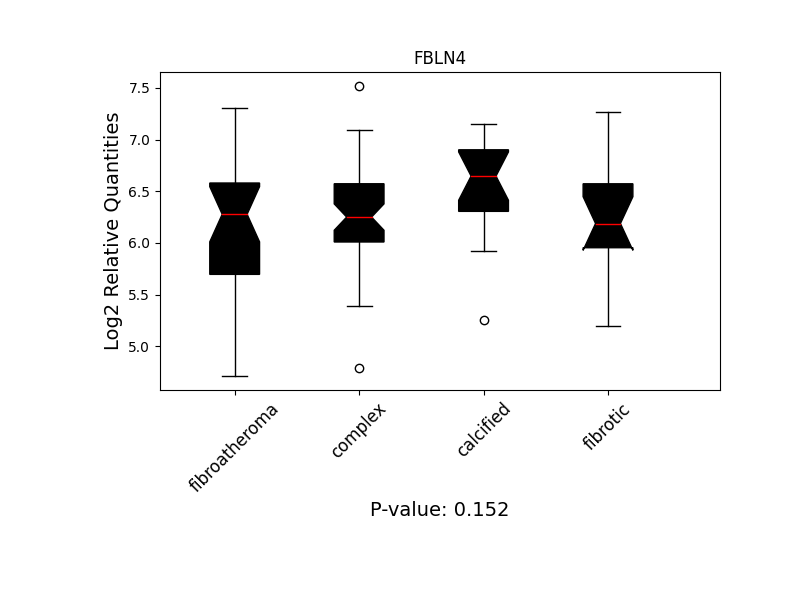 FBLN4
Log2 Relative Quantities
7.5
7.0
6.5
6.0
5.5
5.0
fibroatheroma
complex
calcified
fibrotic
P-value: 0.152